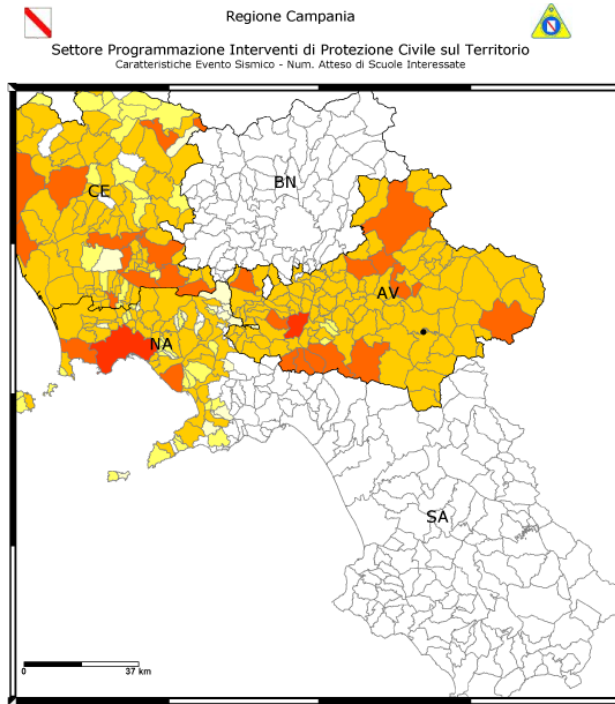 Regione Campania
Settore Programmazione Interventi di Protezione Civile sul Territorio
Caratteristiche Evento Sismico - Num. Atteso di Scuole Interessate
BN
CE
AV
NA
SA
0
37 km